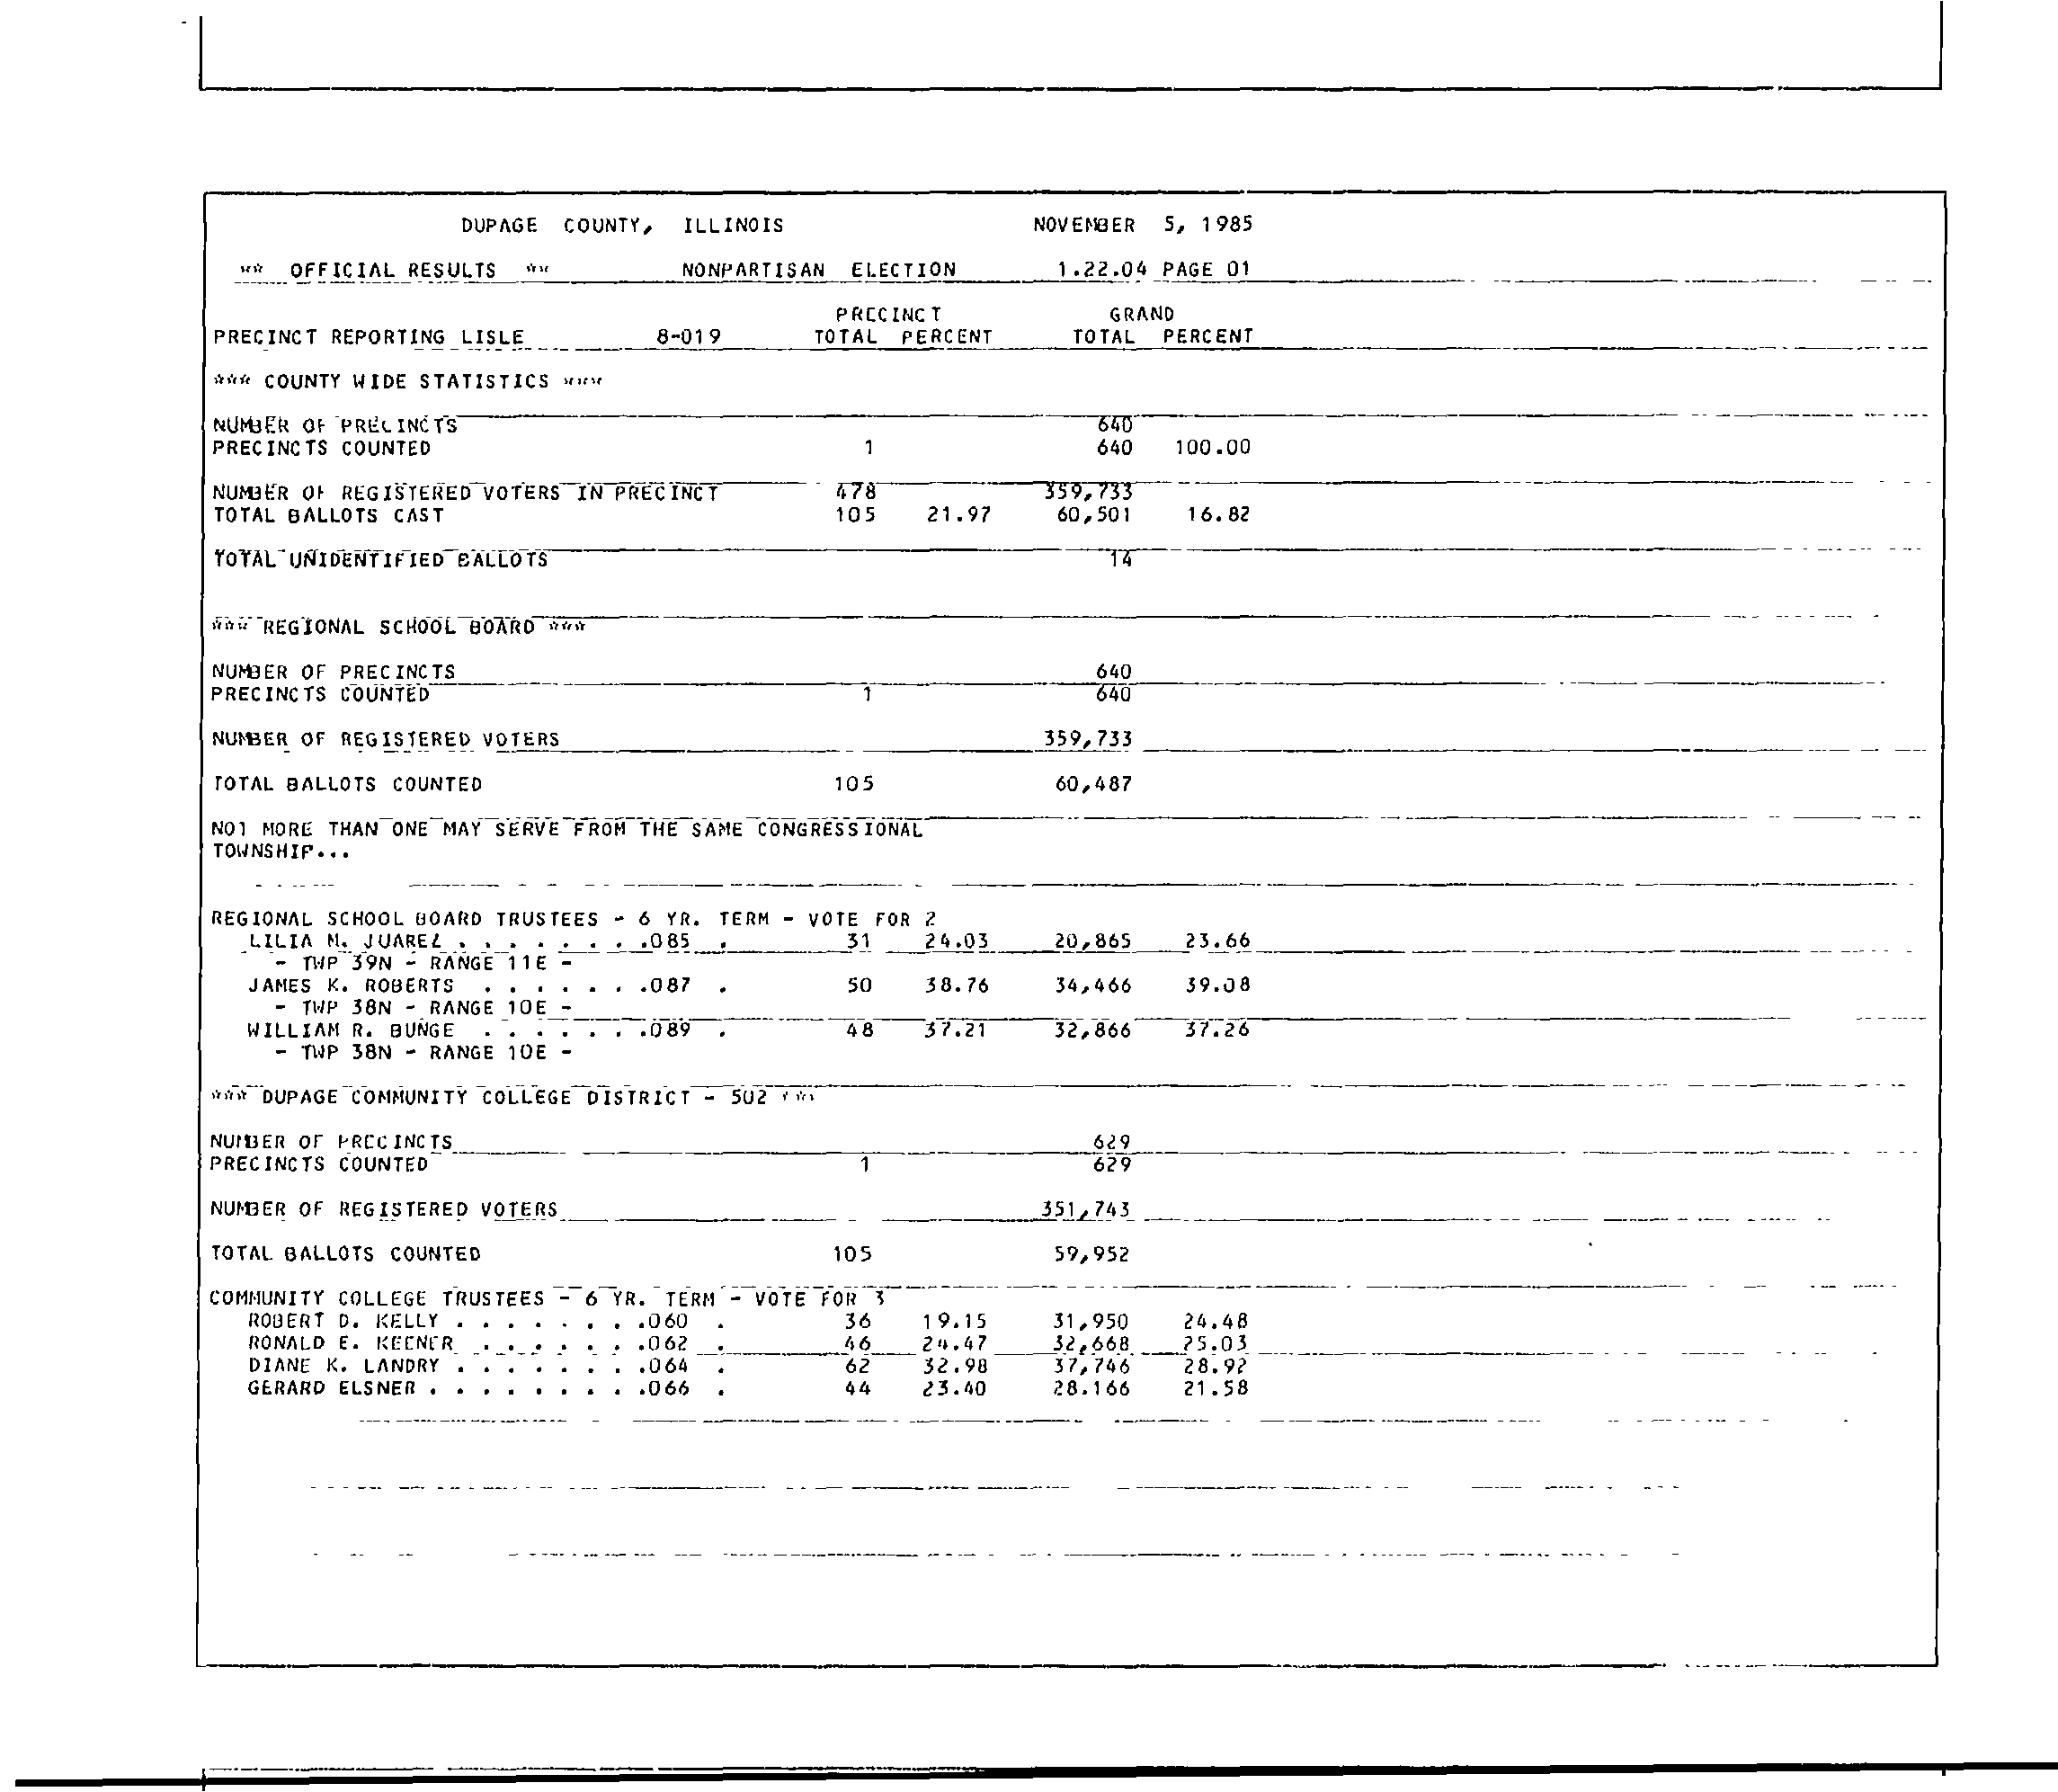 DUPAGE COUNTY, ILLINOIS NOVEMBER 5, 1985
** OFFICIAL RESULTS ** NONPARTISAN ELECTION 1.22.04 PAGE 01
PRECINCT GRAND
PRECINCT REPORTING LISLE 8-019 TOTAL PERCENT TOTAL PERCENT
*** COUNTY WIDE STATISTICS ***
NUMBER OF PRECINCTS 640
PRECINCTS COUNTED 1 640 100.00
NUMBER OF REGISTERED VOTERS IN PRECINCT 478 359,733
TOTAL BALLOTS CAST 105 21.97 60,501 16.82
TOTAL UNIDENTIFIED BALLOTS 14
*** REGIONAL SCHOOL BOARD ***
NUMBER OF PRECINCTS 640
PRECINCTS COUNTED 1 640
NUMBER OF REGISTERED VOTERS 359,733
TOTAL BALLOTS COUNTED 105 60,487
NOT MORE THAN ONE MAY SERVE FROM THE SAME CONGRESSIONAL
TOWNSHIP...
REGIONAL SCHOOL BOARD TRUSTEES - 6 YR. TERM - VOTE FOR 2
LILIA M. JUAREZ . . . . . . . .085 . 31 24.03 20,865 23.66
- TWP 39N - RANGE 11E -
JAMES K. ROBERTS . . . . . . .087 . 50 38.76 34,466 39.08
- TWP 38N - RANGE 10E -
WILLIAM R. BUNGE . . . . . . .089 . 48 37.21 32,866 37.26
- TWP 38N - RANGE 10E -
*** DUPAGE COMMUNITY COLLEGE DISTRICT - 502 ***
NUMBER OF PRECINCTS 629
PRECINCTS COUNTED 1 629
NUMBER OF REGISTERED VOTERS 351,743
TOTAL BALLOTS COUNTED 105 59,952
COMMUNITY COLLEGE TRUSTEES - 6 YR. TERM - VOTE FOR 3
ROBERT D. KELLY . . . . . . . .060 . 36 19.15 31,950 24.48
RONALD E. KEENER . . . . . . .062 . 46 24.47 32,668 25.03
DIANE K. LANDRY . . . . . . . .064 . 62 32.98 37,746 28.92
GERARD ELSNER . . . . . . . . .066 . 44 23.40 28.166 21.58